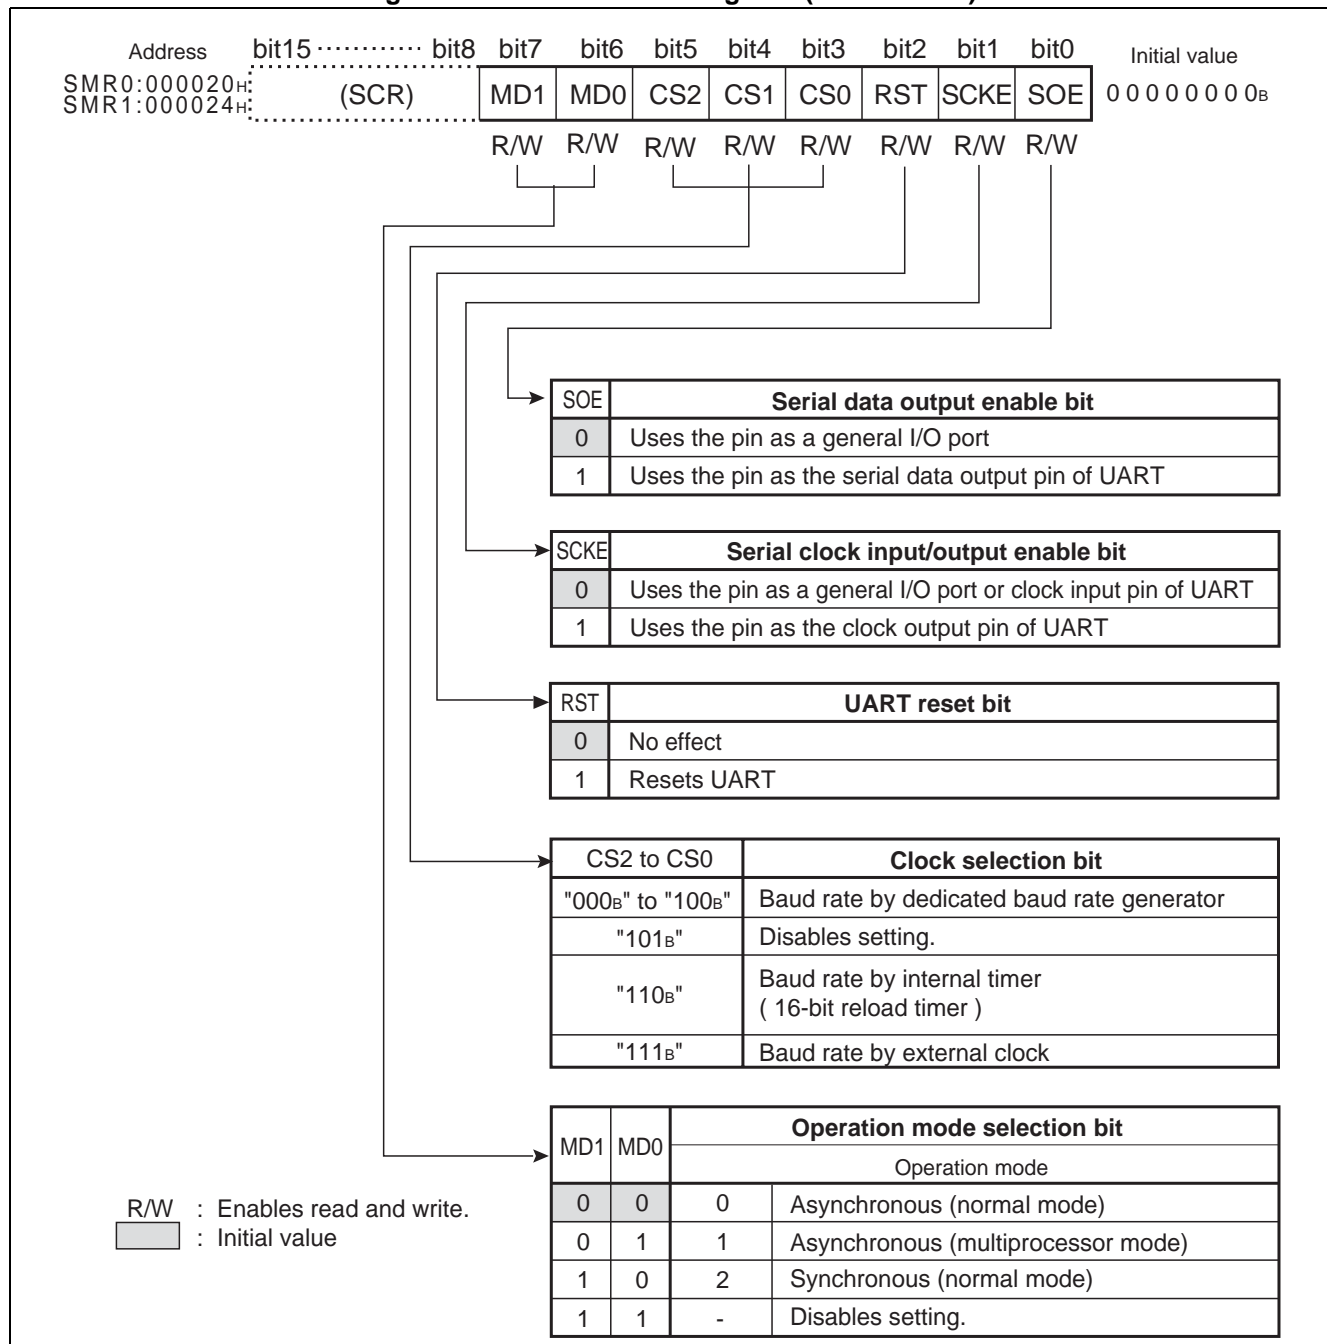 Address bit15 ············ bit8 bit7 bit6 bit5 bit4 bit3 bit2 bit1 bit0 Initial value
SMR0:000020H
SMR1:000024H
(SCR) MD1 MD0 CS2 CS1 CS0 RST SCKE SOE 0 0 0 0 0 0 0 0B
R/W R/W R/W R/W R/W R/W R/W R/W
SOE Serial data output enable bit
0 Uses the pin as a general I/O port
1 Uses the pin as the serial data output pin of UART
SCKE Serial clock input/output enable bit
0 Uses the pin as a general I/O port or clock input pin of UART
1 Uses the pin as the clock output pin of UART
RST UART reset bit
0 No effect
1 Resets UART
CS2 to CS0 Clock selection bit
"000B" to "100B" Baud rate by dedicated baud rate generator
"101B" Disables setting.
"110B" Baud rate by internal timer
( 16-bit reload timer )
"111B" Baud rate by external clock
MD1 MD0 Operation mode selection bit
Operation mode
0 0 0 Asynchronous (normal mode)
0 1 1 Asynchronous (multiprocessor mode)
1 0 2 Synchronous (normal mode)
1 1 - Disables setting.
R/W : Enables read and write.
: Initial value